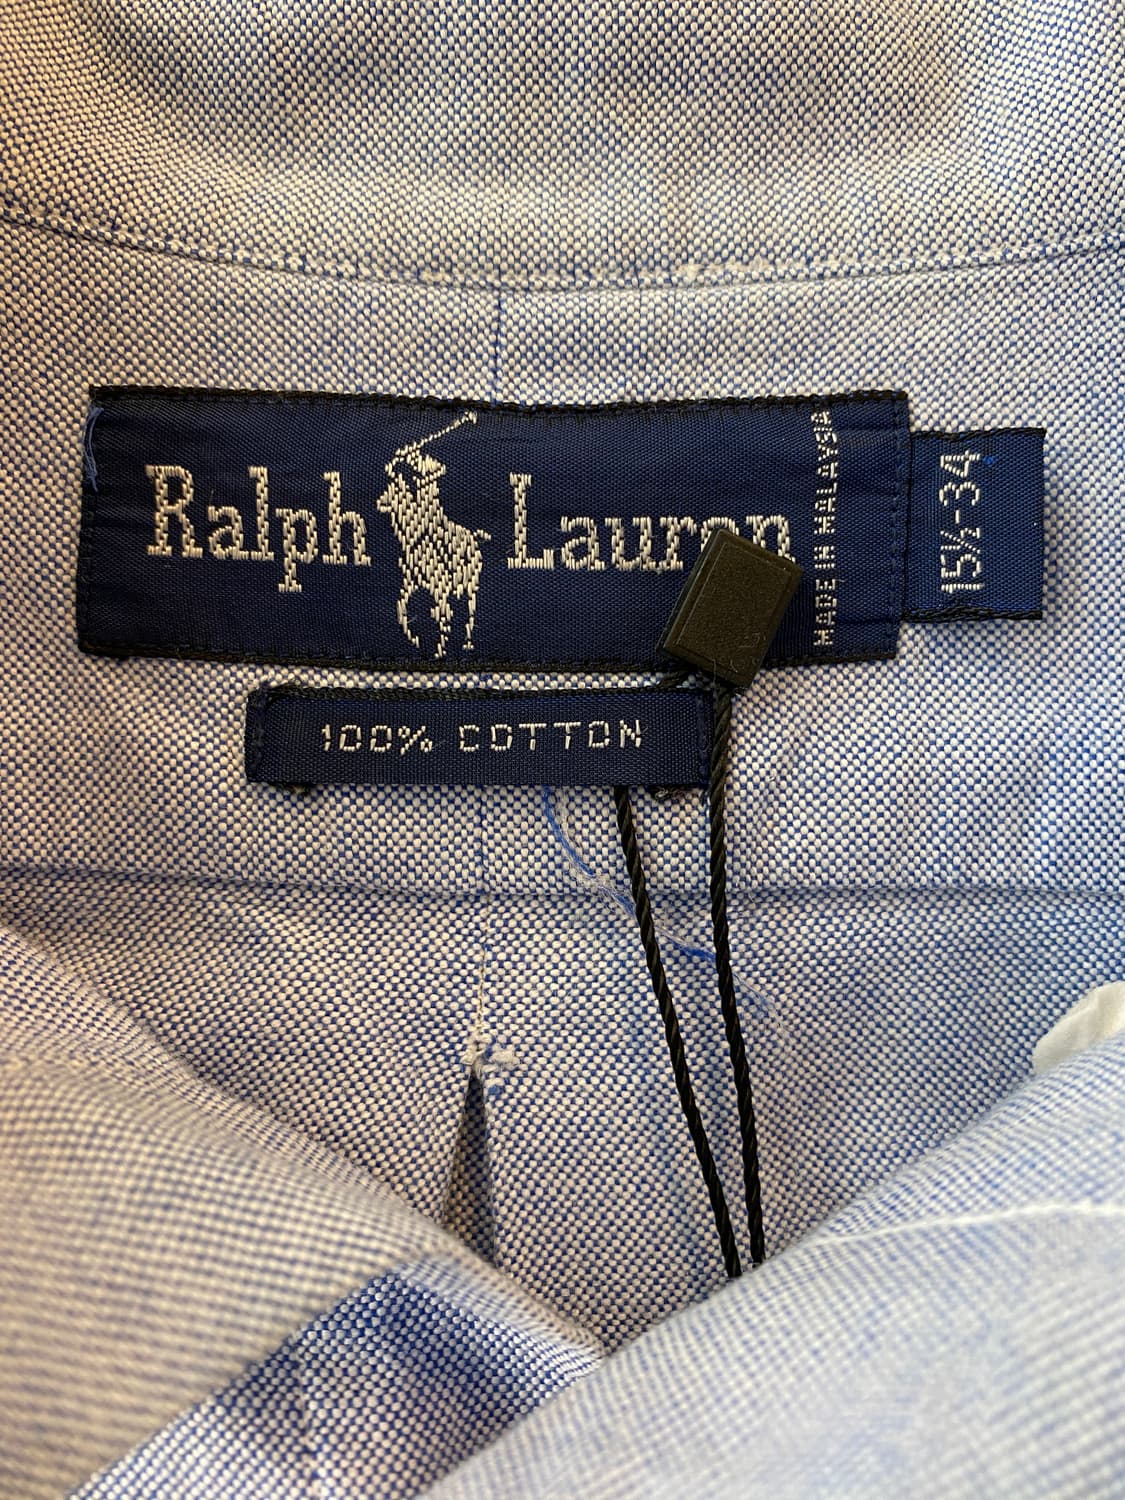 Ralph Lauren
MADE IN MALAYSIA
15½-34
100% COTTON